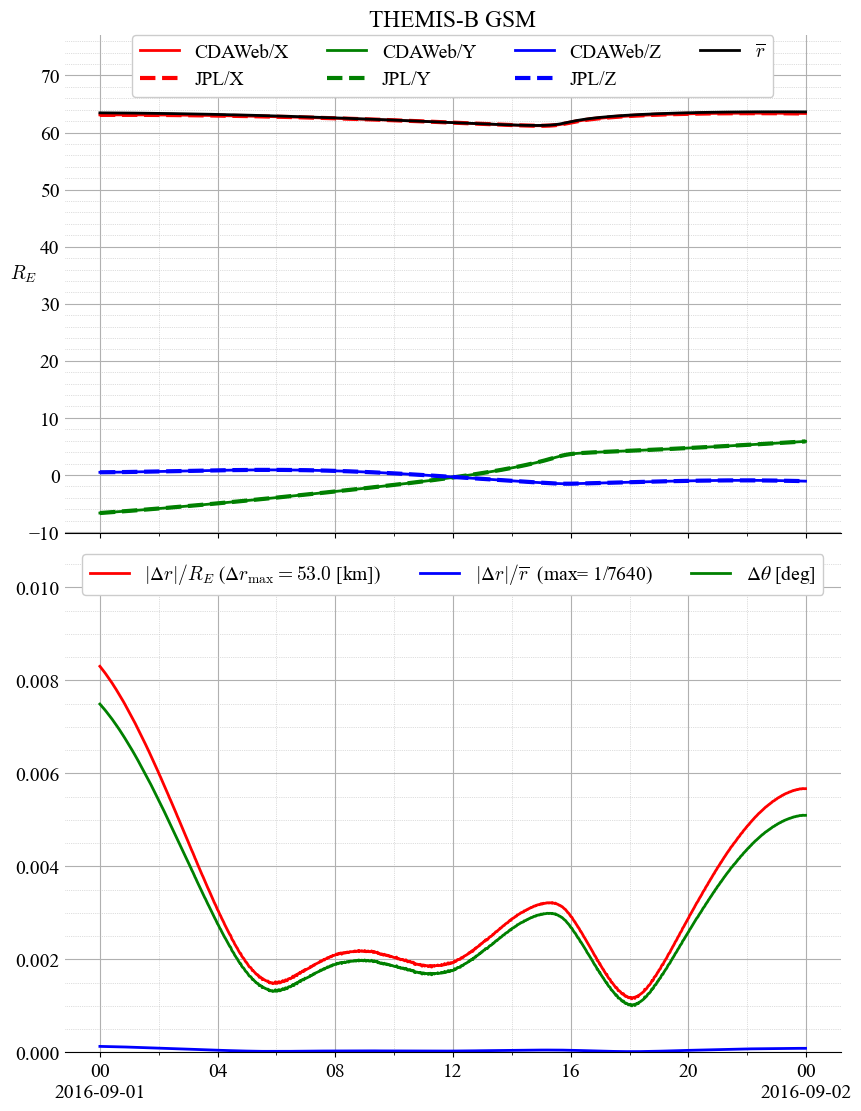 THEMIS-B GSM
CDAWeb/X CDAWeb/Y CDAWeb/Z r̅
JPL/X JPL/Y JPL/Z
70
60
50
40
R_E
30
20
10
0
−10
|Δr|/R_E (Δr_max = 53.0 [km]) |Δr|/r̅ (max= 1/7640) Δθ [deg]
0.010
0.008
0.006
0.004
0.002
0.000
00 04 08 12 16 20 00
2016-09-01 2016-09-02